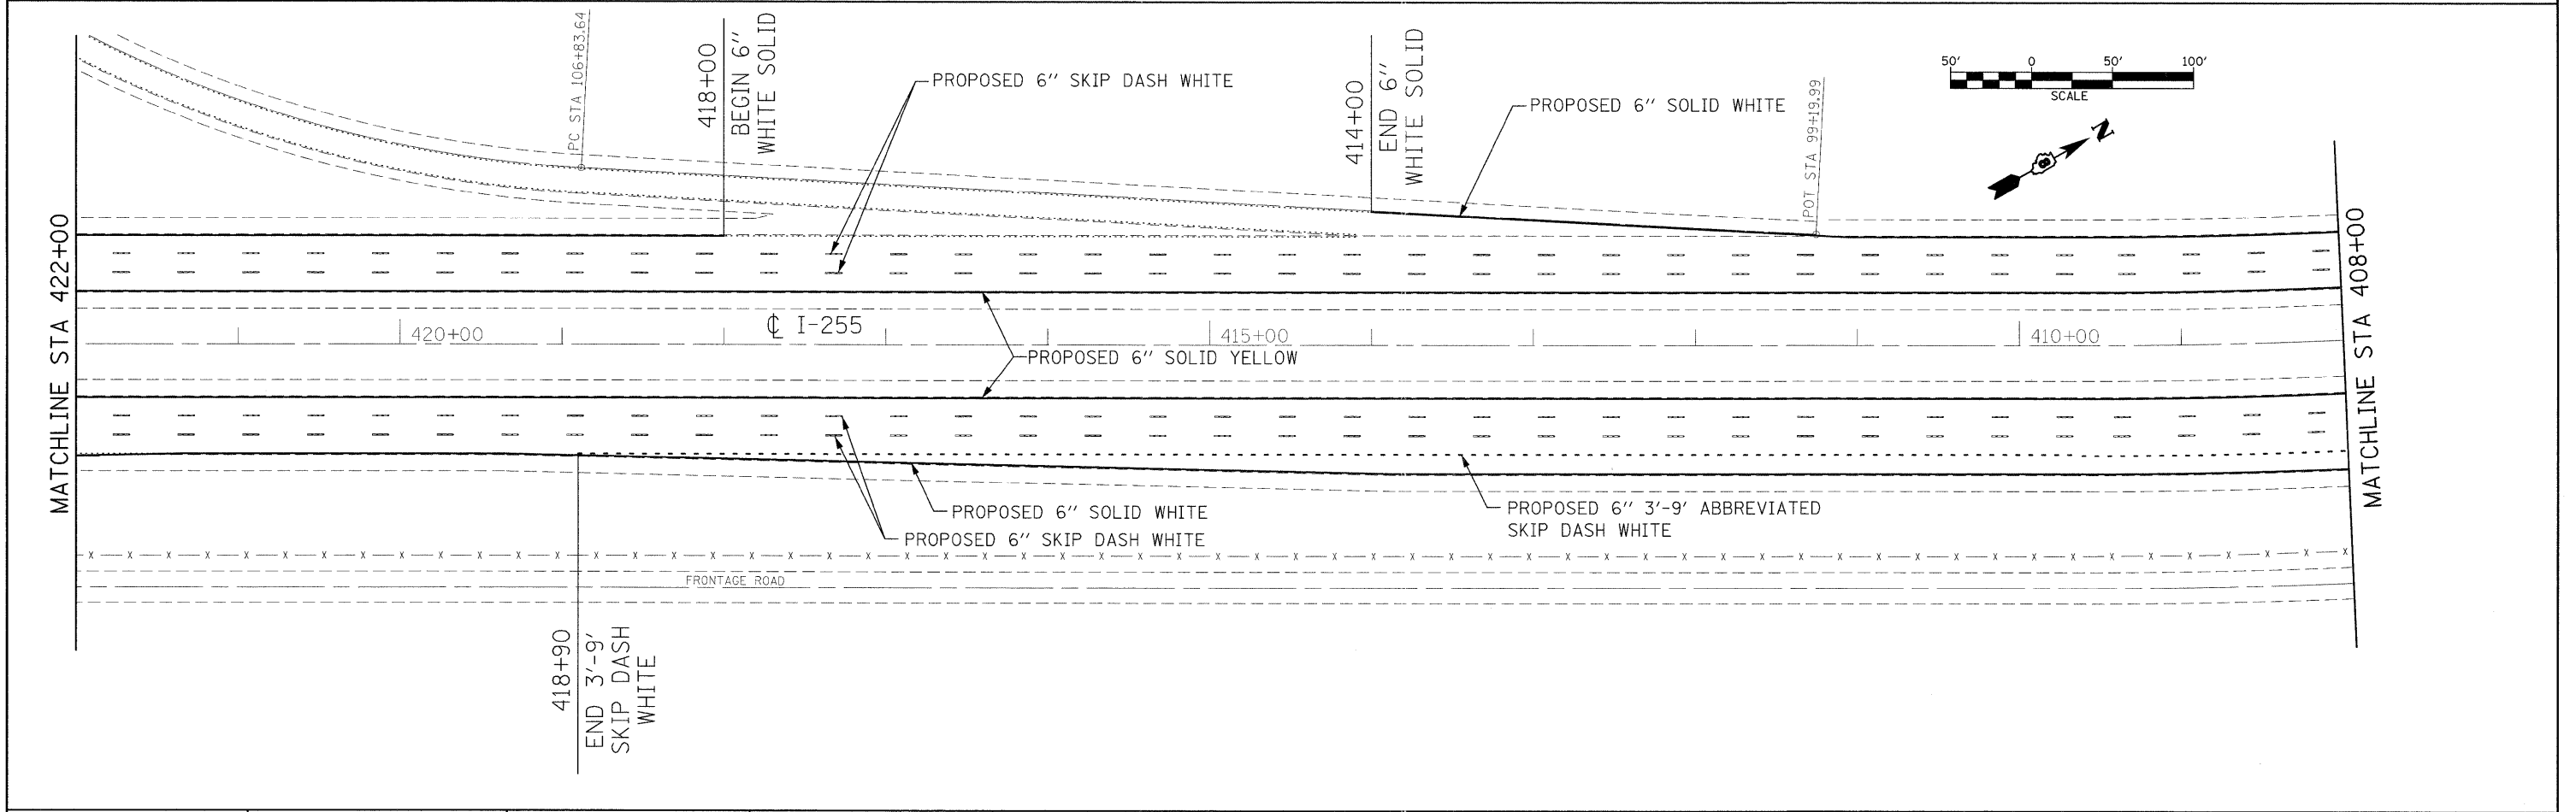 PC STA 106+83.64
418+00
BEGIN 6"
WHITE SOLID
PROPOSED 6" SKIP DASH WHITE
414+00
END 6"
WHITE SOLID
PROPOSED 6" SOLID WHITE
POT STA 99+19.99
50' 0 50' 100'
SCALE
N
MATCHLINE STA 422+00
MATCHLINE STA 408+00
420+00
℄ I-255
415+00
410+00
PROPOSED 6" SOLID YELLOW
PROPOSED 6" SOLID WHITE
PROPOSED 6" SKIP DASH WHITE
PROPOSED 6" 3'-9' ABBREVIATED
SKIP DASH WHITE
FRONTAGE ROAD
418+90
END 3'-9'
SKIP DASH
WHITE